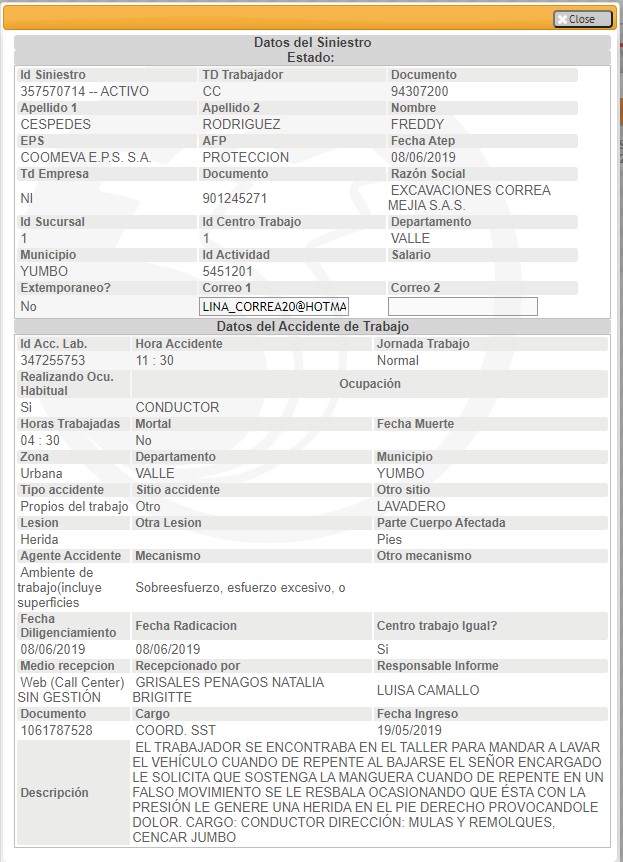 Close
Datos del Siniestro
Estado:
Id Siniestro TD Trabajador Documento
357570714 -- ACTIVO CC 94307200
Apellido 1 Apellido 2 Nombre
CESPEDES RODRIGUEZ FREDDY
EPS AFP Fecha Atep
COOMEVA E.P.S. S.A. PROTECCION 08/06/2019
Td Empresa Documento Razón Social
NI 901245271 EXCAVACIONES CORREA
MEJIA S.A.S.
Id Sucursal Id Centro Trabajo Departamento
1 1 VALLE
Municipio Id Actividad Salario
YUMBO 5451201
Extemporaneo? Correo 1 Correo 2
No LINA_CORREA20@HOTMA
Datos del Accidente de Trabajo
Id Acc. Lab. Hora Accidente Jornada Trabajo
347255753 11 : 30 Normal
Realizando Ocu.
Habitual Ocupación
Si CONDUCTOR
Horas Trabajadas Mortal Fecha Muerte
04 : 30 No
Zona Departamento Municipio
Urbana VALLE YUMBO
Tipo accidente Sitio accidente Otro sitio
Propios del trabajo Otro LAVADERO
Lesion Otra Lesion Parte Cuerpo Afectada
Herida Pies
Agente Accidente Mecanismo Otro mecanismo
Ambiente de
trabajo(incluye Sobreesfuerzo, esfuerzo excesivo, o
superficies
Fecha
Diligenciamiento Fecha Radicacion Centro trabajo Igual?
08/06/2019 08/06/2019 Si
Medio recepcion Recepcionado por Responsable Informe
Web (Call Center) GRISALES PENAGOS NATALIA LUISA CAMALLO
SIN GESTIÓN BRIGITTE
Documento Cargo Fecha Ingreso
1061787528 COORD. SST 19/05/2019
Descripción
EL TRABAJADOR SE ENCONTRABA EN EL TALLER PARA MANDAR A LAVAR
EL VEHÍCULO CUANDO DE REPENTE AL BAJARSE EL SEÑOR ENCARGADO
LE SOLICITA QUE SOSTENGA LA MANGUERA CUANDO DE REPENTE EN UN
FALSO MOVIMIENTO SE LE RESBALA OCASIONANDO QUE ÉSTA CON LA
PRESIÓN LE GENERE UNA HERIDA EN EL PIE DERECHO PROVOCANDOLE
DOLOR. CARGO: CONDUCTOR DIRECCIÓN: MULAS Y REMOLQUES,
CENCAR JUMBO